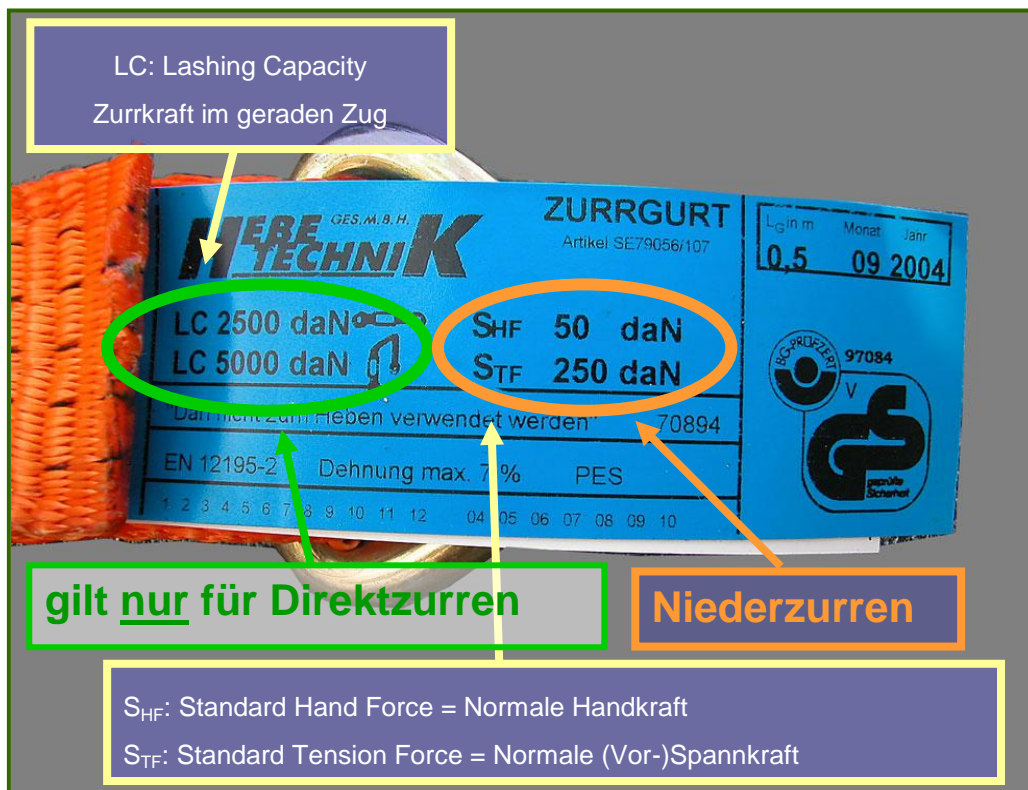 LC: Lashing Capacity
Zurrkraft im geraden Zug
HEBE GES.M.B.H.
TECHNIK
ZURRGURT
Artikel SE79056/107
LG in m Monat Jahr
0,5 09 2004
LC 2500 daN
LC 5000 daN
SHF 50 daN
STF 250 daN
BG-PRÜFZERT
97084
V
"Darf nicht zum Heben verwendet werden" 70894
geprüfte
Sicherheit
EN 12195-2 Dehnung max. 7 % PES
1 2 3 4 5 6 7 8 9 10 11 12 04 05 06 07 08 09 10
gilt nur für Direktzurren
Niederzurren
SHF: Standard Hand Force = Normale Handkraft
STF: Standard Tension Force = Normale (Vor-)Spannkraft